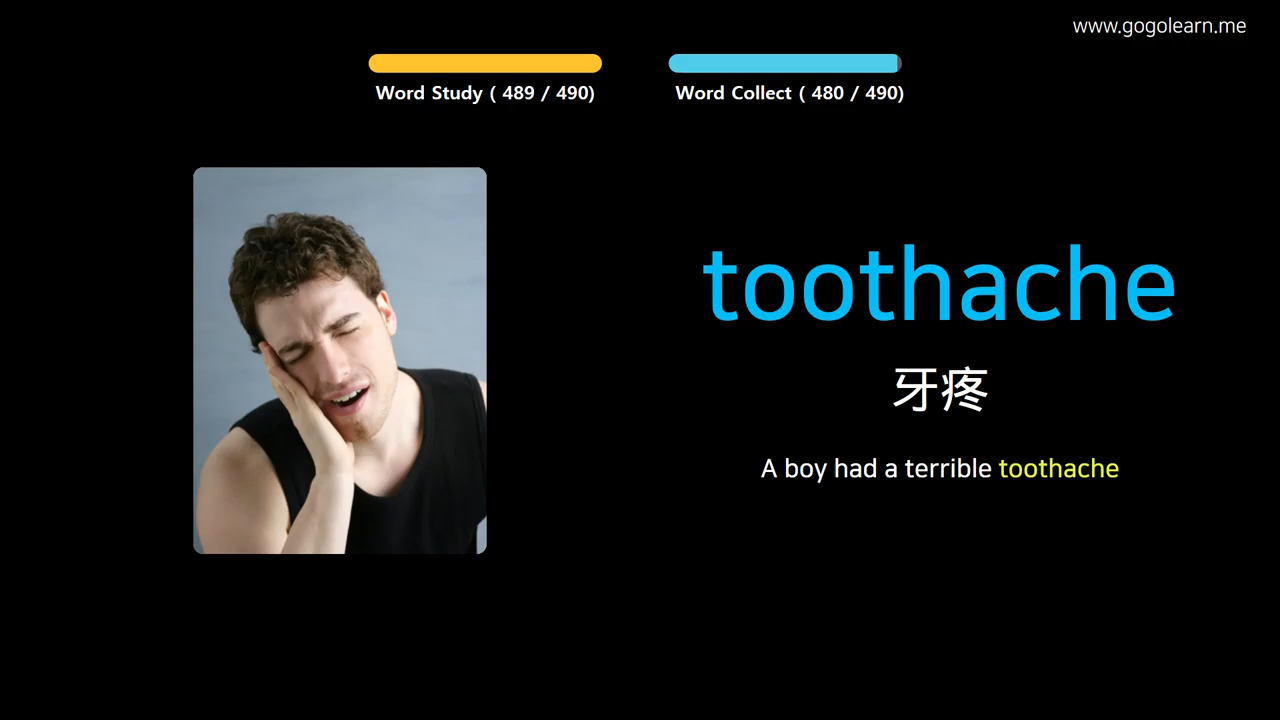 www.gogolearn.me
Word Study ( 489 / 490)
Word Collect ( 480 / 490)
toothache
牙疼
A boy had a terrible toothache